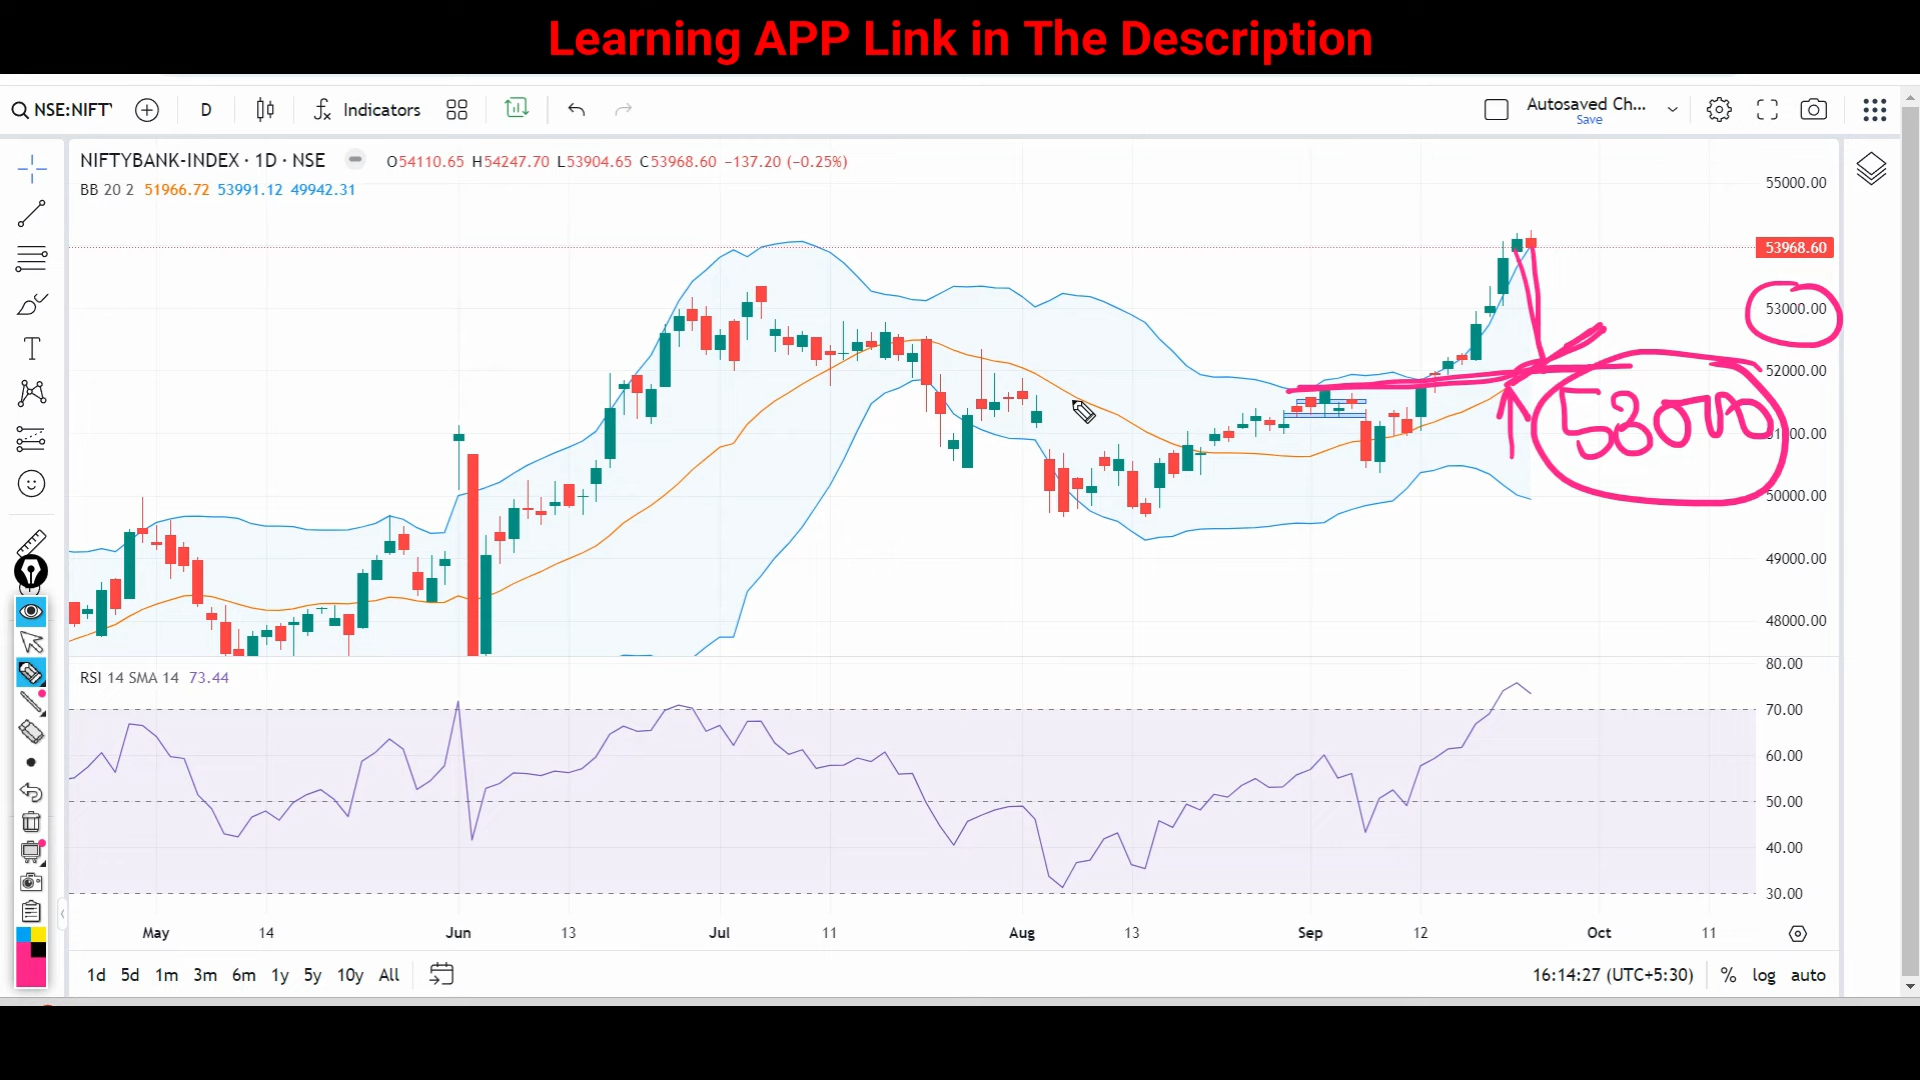 Learning APP Link in The Description
NSE:NIFTY D Indicators Autosaved Ch...
Save
NIFTYBANK-INDEX · 1D · NSE O54110.65 H54247.70 L53904.65 C53968.60 −137.20 (−0.25%)
BB 20 2 51966.72 53991.12 49942.31
55000.00
53968.60
53000.00
52000.00
53000
51000.00
50000.00
49000.00
48000.00
RSI 14 SMA 14 73.44
80.00
70.00
60.00
50.00
40.00
30.00
May 14 Jun 13 Jul 11 Aug 13 Sep 12 Oct 11
1d 5d 1m 3m 6m 1y 5y 10y All 16:14:27 (UTC+5:30) % log auto